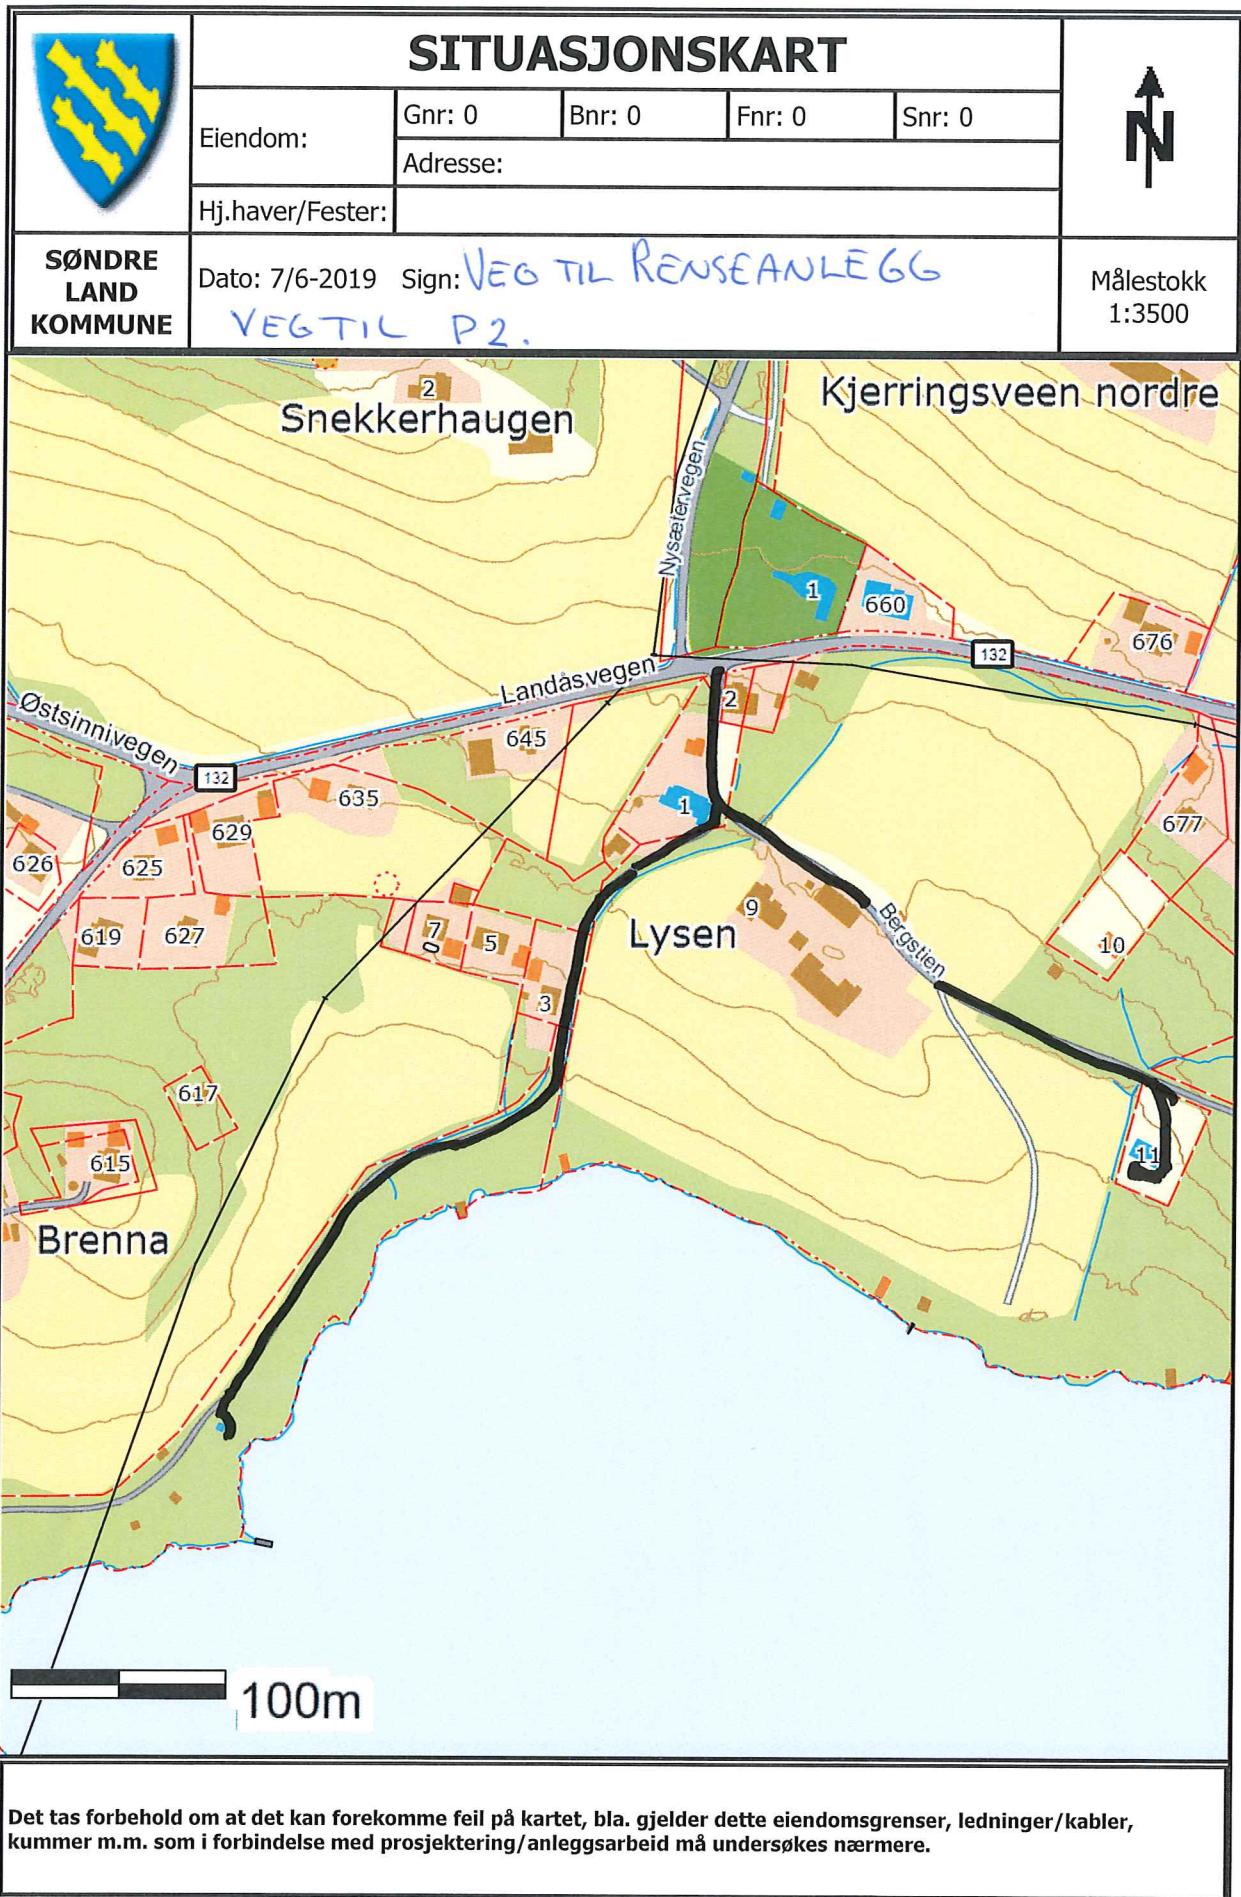 SITUASJONSKART
Eiendom:
Gnr: 0
Bnr: 0
Fnr: 0
Snr: 0
Adresse:
Hj.haver/Fester:
N
SØNDRE
LAND
KOMMUNE
Dato: 7/6-2019 Sign: VEG TIL RENSEANLEGG
VEG TIL P2.
Målestokk
1:3500
2
Snekkerhaugen
Kjerringsveen nordre
Nysætervegen
1
660
676
132
Landåsvegen
2
Østsinnivegen
645
132
635
1
677
629
626
625
9
Bergstien
7
5
Lysen
619
627
10
3
617
615
11
Brenna
100m
Det tas forbehold om at det kan forekomme feil på kartet, bla. gjelder dette eiendomsgrenser, ledninger/kabler,
kummer m.m. som i forbindelse med prosjektering/anleggsarbeid må undersøkes nærmere.